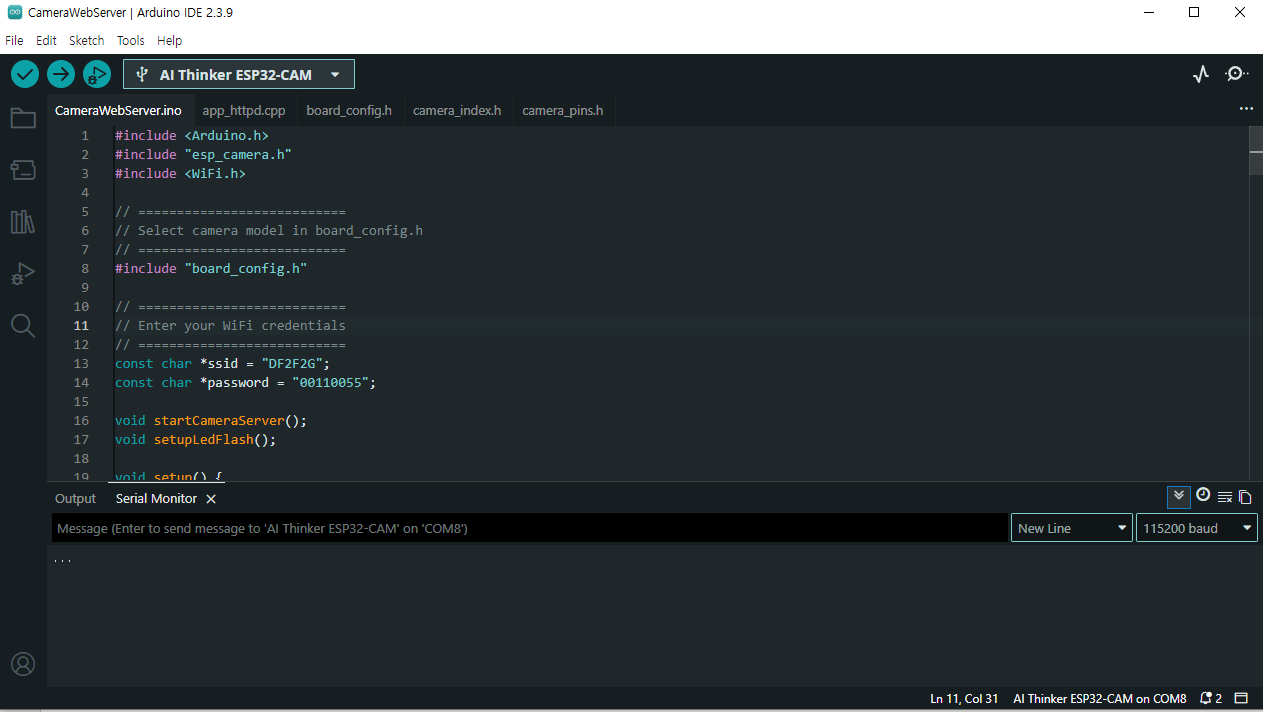 CameraWebServer | Arduino IDE 2.3.9
File Edit Sketch Tools Help
AI Thinker ESP32-CAM
CameraWebServer.ino app_httpd.cpp board_config.h camera_index.h camera_pins.h
1 #include <Arduino.h>
2 #include "esp_camera.h"
3 #include <WiFi.h>
4
5 // ===========================
6 // Select camera model in board_config.h
7 // ===========================
8 #include "board_config.h"
9
10 // ===========================
11 // Enter your WiFi credentials
12 // ===========================
13 const char *ssid = "DF2F2G";
14 const char *password = "00110055";
15
16 void startCameraServer();
17 void setupLedFlash();
18
19 void setup() {
Output Serial Monitor
Message (Enter to send message to 'AI Thinker ESP32-CAM' on 'COM8') New Line 115200 baud
...
Ln 11, Col 31 AI Thinker ESP32-CAM on COM8 2